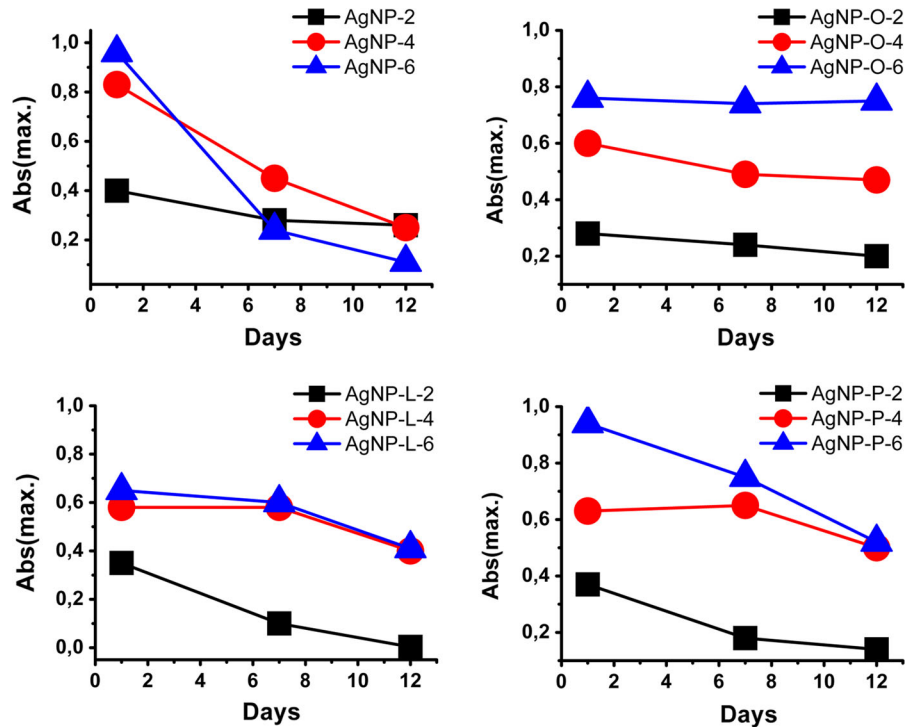 AgNP-2
AgNP-4
AgNP-6
1,0
0,8
0,6
0,4
0,2
Abs(max.)
0 2 4 6 8 10 12
Days
AgNP-O-2
AgNP-O-4
AgNP-O-6
1,0
0,8
0,6
0,4
0,2
Abs(max.)
0 2 4 6 8 10 12
Days
AgNP-L-2
AgNP-L-4
AgNP-L-6
1,0
0,8
0,6
0,4
0,2
0,0
Abs(max.)
0 2 4 6 8 10 12
Days
AgNP-P-2
AgNP-P-4
AgNP-P-6
1,0
0,8
0,6
0,4
0,2
Abs(max.)
0 2 4 6 8 10 12
Days